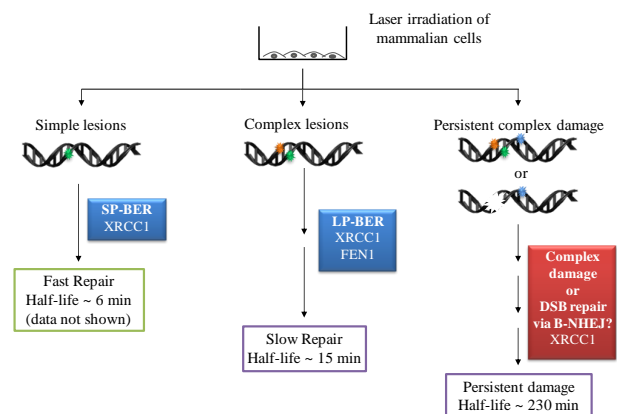 Laser irradiation of
mammalian cells
Simple lesions
Complex lesions
Persistent complex damage
or
SP-BER
XRCC1
LP-BER
XRCC1
FEN1
Complex
damage
or
DSB repair
via B-NHEJ?
XRCC1
Fast Repair
Half-life ~ 6 min
(data not shown)
Slow Repair
Half-life ~ 15 min
Persistent damage
Half-life ~ 230 min